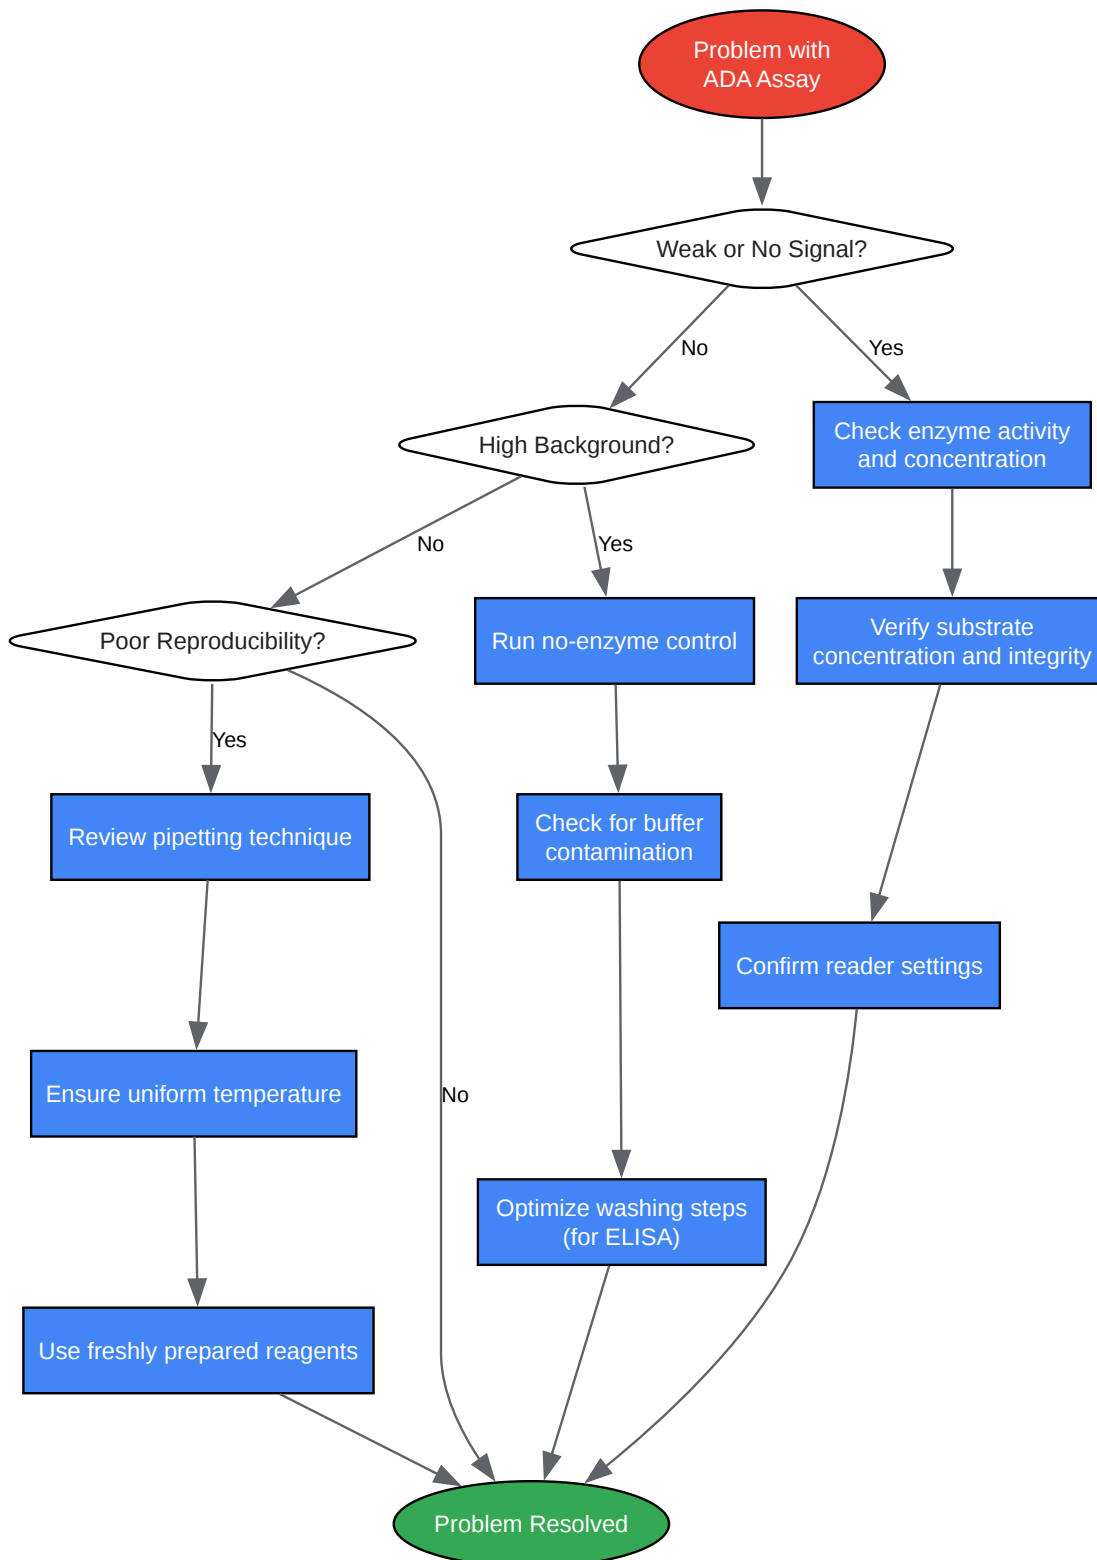 Problem with
ADA Assay
Weak or No Signal?
No
Yes
High Background?
Check enzyme activity
and concentration
No
Yes
Poor Reproducibility?
Run no-enzyme control
Verify substrate
concentration and integrity
Yes
Review pipetting technique
Check for buffer
contamination
Confirm reader settings
Ensure uniform temperature
No
Optimize washing steps
(for ELISA)
Use freshly prepared reagents
Problem Resolved